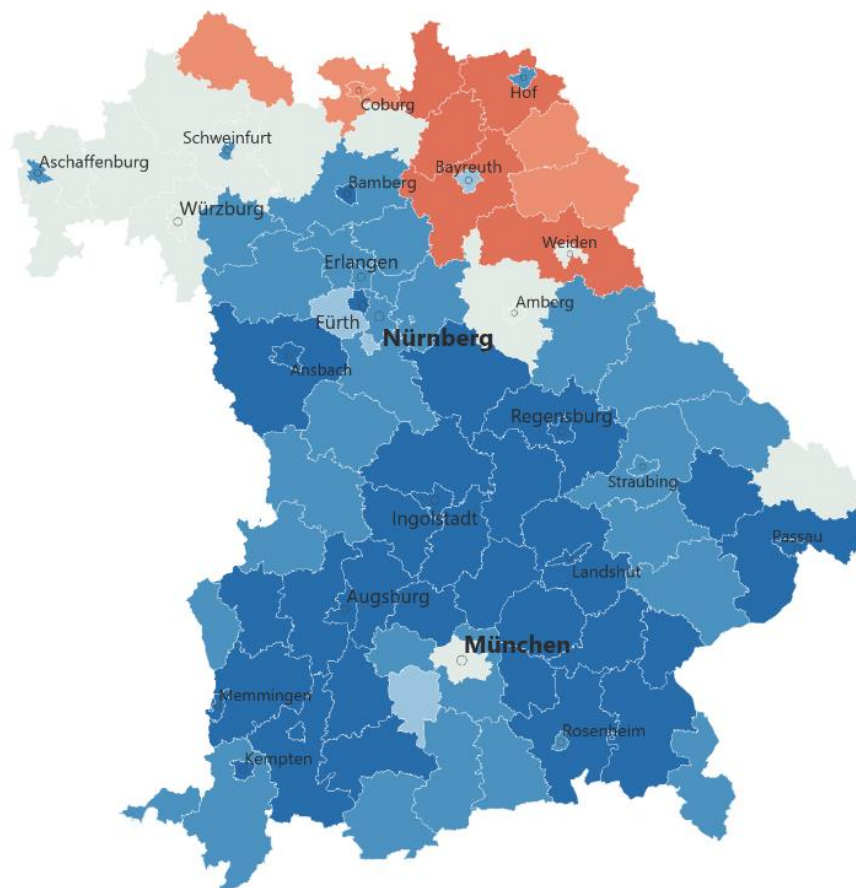 Hof
Coburg
Schweinfurt
Aschaffenburg
Bayreuth
Bamberg
Würzburg
Weiden
Erlangen
Amberg
Fürth
Nürnberg
Ansbach
Regensburg
Straubing
Ingolstadt
Passau
Landshut
Augsburg
München
Memmingen
Rosenheim
Kempten